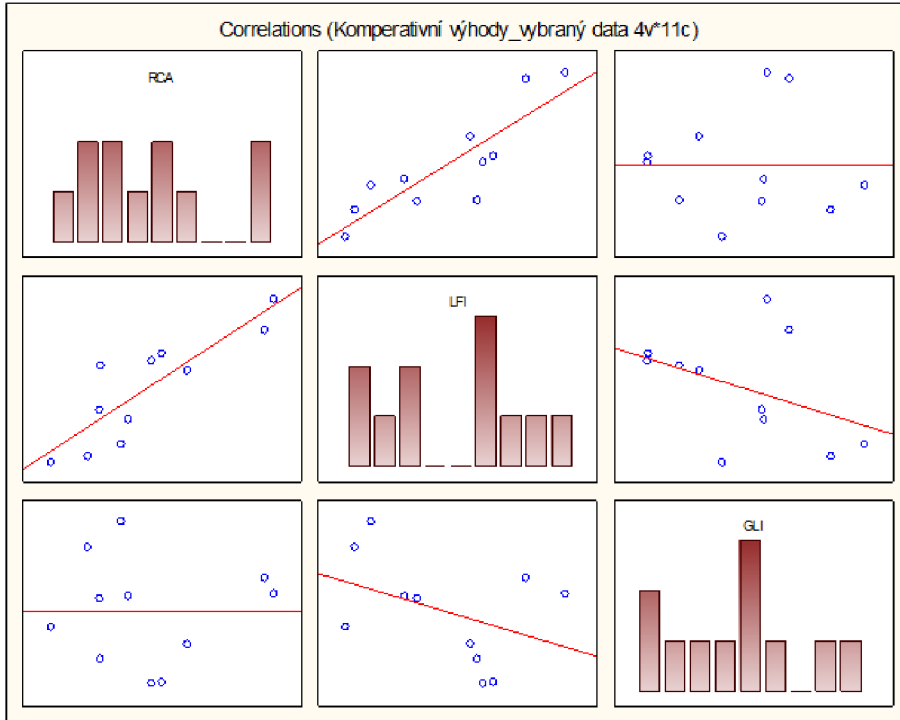 Correlations (Komperativní výhody_vybraný data 4v*11c)
RCA
LFI
GLI